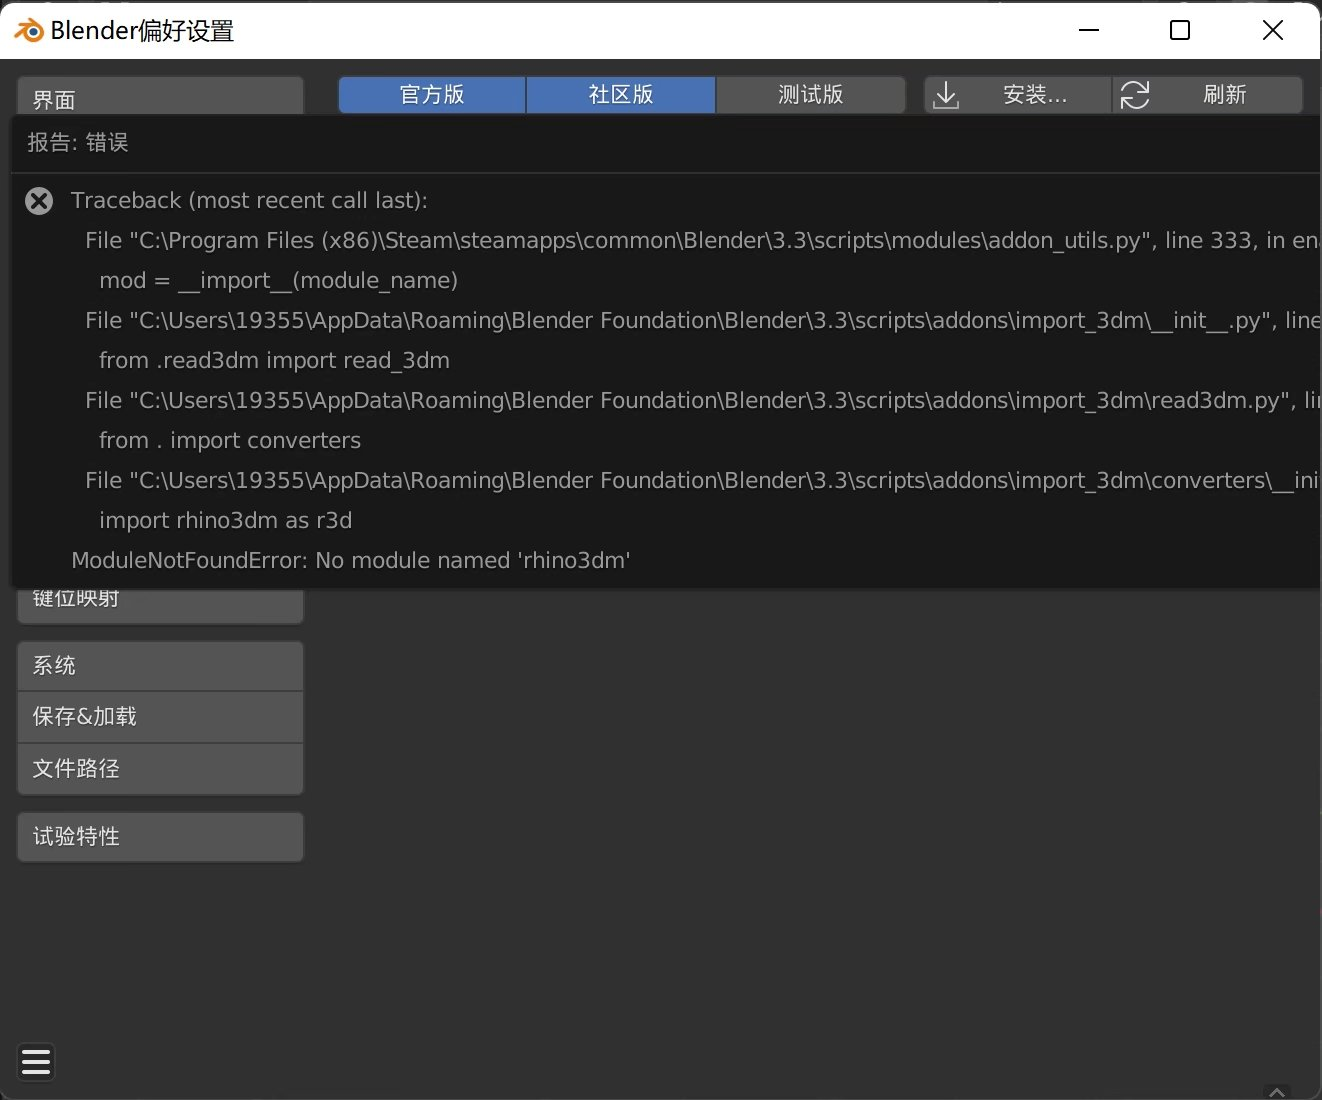 Blender偏好设置
界面
官方版
社区版
测试版
安装...
刷新
报告: 错误
Traceback (most recent call last):
File "C:\Program Files (x86)\Steam\steamapps\common\Blender\3.3\scripts\modules\addon_utils.py", line 333, in en
mod = __import__(module_name)
File "C:\Users\19355\AppData\Roaming\Blender Foundation\Blender\3.3\scripts\addons\import_3dm\__init__.py", line
from .read3dm import read_3dm
File "C:\Users\19355\AppData\Roaming\Blender Foundation\Blender\3.3\scripts\addons\import_3dm\read3dm.py", li
from . import converters
File "C:\Users\19355\AppData\Roaming\Blender Foundation\Blender\3.3\scripts\addons\import_3dm\converters\__ini
import rhino3dm as r3d
ModuleNotFoundError: No module named 'rhino3dm'
键位映射
系统
保存&加载
文件路径
试验特性